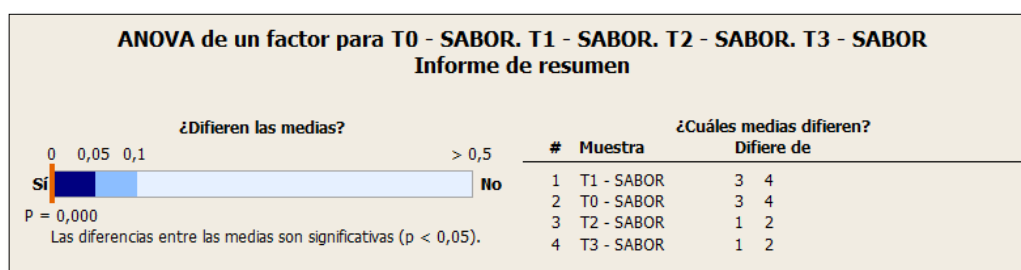 ANOVA de un factor para T0 - SABOR. T1 - SABOR. T2 - SABOR. T3 - SABOR
Informe de resumen
¿Difieren las medias?
0 0,05 0,1 > 0,5
Sí No
P = 0,000
Las diferencias entre las medias son significativas (p < 0,05).
¿Cuáles medias difieren?
# Muestra Difiere de
1 T1 - SABOR 3 4
2 T0 - SABOR 3 4
3 T2 - SABOR 1 2
4 T3 - SABOR 1 2